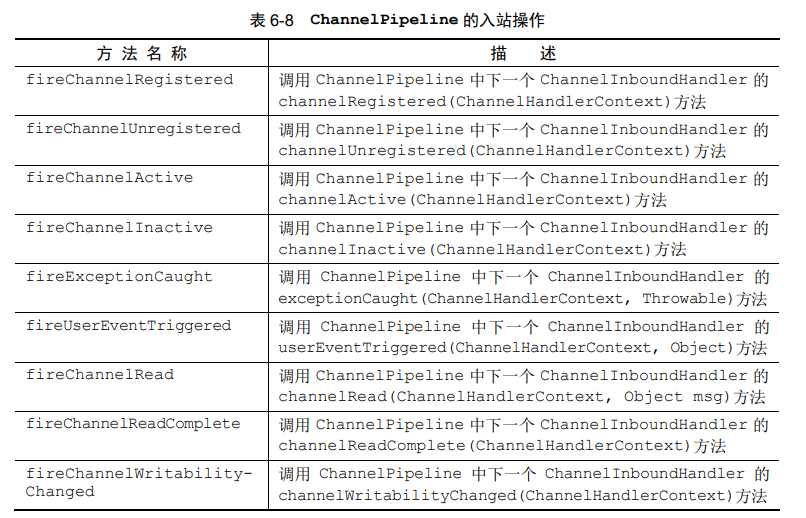 表 6-8 ChannelPipeline 的入站操作
方 法 名 称 描 述
fireChannelRegistered 调用 ChannelPipeline 中下一个 ChannelInboundHandler 的
channelRegistered(ChannelHandlerContext)方法
fireChannelUnregistered 调用 ChannelPipeline 中下一个 ChannelInboundHandler 的
channelUnregistered(ChannelHandlerContext)方法
fireChannelActive 调用 ChannelPipeline 中下一个 ChannelInboundHandler 的
channelActive(ChannelHandlerContext)方法
fireChannelInactive 调用 ChannelPipeline 中下一个 ChannelInboundHandler 的
channelInactive(ChannelHandlerContext)方法
fireExceptionCaught 调用 ChannelPipeline 中下一个 ChannelInboundHandler 的
exceptionCaught(ChannelHandlerContext, Throwable)方法
fireUserEventTriggered 调用 ChannelPipeline 中下一个 ChannelInboundHandler 的
userEventTriggered(ChannelHandlerContext, Object)方法
fireChannelRead 调用 ChannelPipeline 中下一个 ChannelInboundHandler 的
channelRead(ChannelHandlerContext, Object msg)方法
fireChannelReadComplete 调用 ChannelPipeline 中下一个 ChannelInboundHandler 的
channelReadComplete(ChannelHandlerContext)方法
fireChannelWritability- 调用 ChannelPipeline 中下一个 ChannelInboundHandler 的
Changed channelWritabilityChanged(ChannelHandlerContext)方法